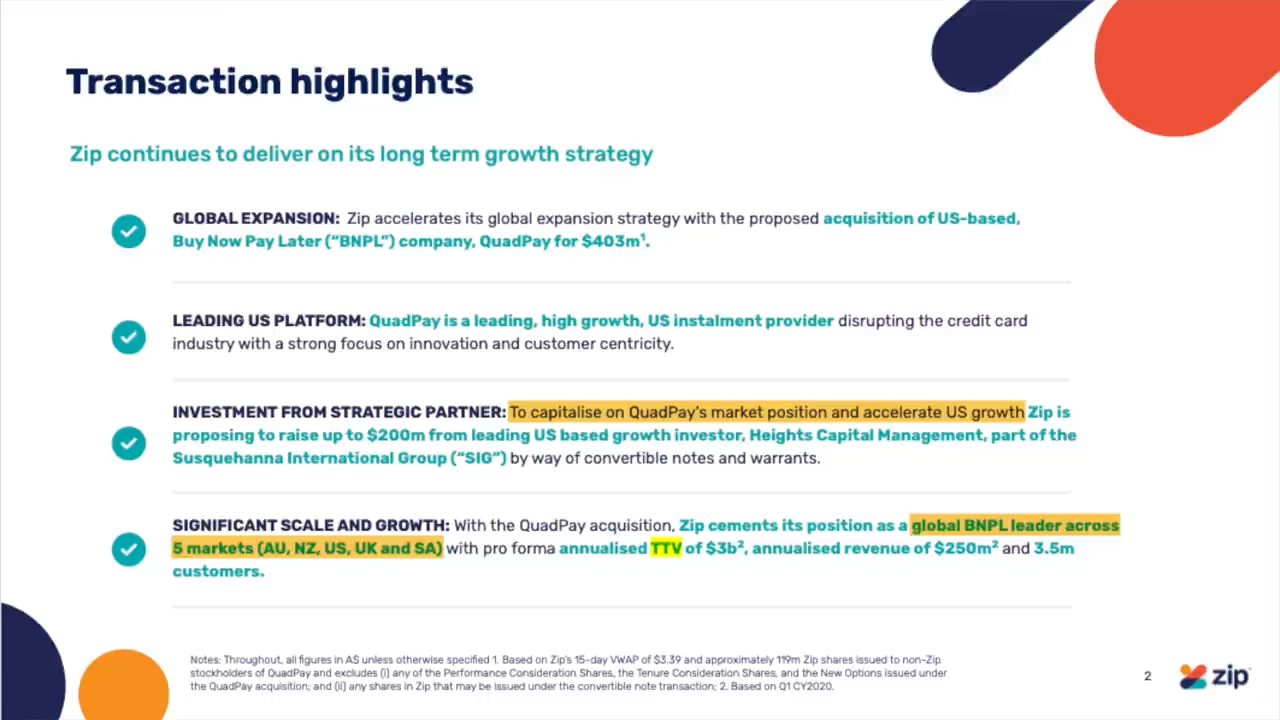 Transaction highlights
Zip continues to deliver on its long term growth strategy
GLOBAL EXPANSION: Zip accelerates its global expansion strategy with the proposed acquisition of US-based,
Buy Now Pay Later (“BNPL”) company, QuadPay for $403m¹.
LEADING US PLATFORM: QuadPay is a leading, high growth, US instalment provider disrupting the credit card
industry with a strong focus on innovation and customer centricity.
INVESTMENT FROM STRATEGIC PARTNER: To capitalise on QuadPay’s market position and accelerate US growth Zip is
proposing to raise up to $200m from leading US based growth investor, Heights Capital Management, part of the
Susquehanna International Group (“SIG”) by way of convertible notes and warrants.
SIGNIFICANT SCALE AND GROWTH: With the QuadPay acquisition, Zip cements its position as a global BNPL leader across
5 markets (AU, NZ, US, UK and SA) with pro forma annualised TTV of $3b², annualised revenue of $250m² and 3.5m
customers.
Notes: Throughout, all figures in A$ unless otherwise specified 1. Based on Zip’s 15-day VWAP of $3.39 and approximately 119m Zip shares issued to non-Zip
stockholders of QuadPay and excludes (i) any of the Performance Consideration Shares, the Tenure Consideration Shares, and the New Options issued under
the QuadPay acquisition; and (ii) any shares in Zip that may be issued under the convertible note transaction; 2. Based on Q1 CY2020.
2
zip